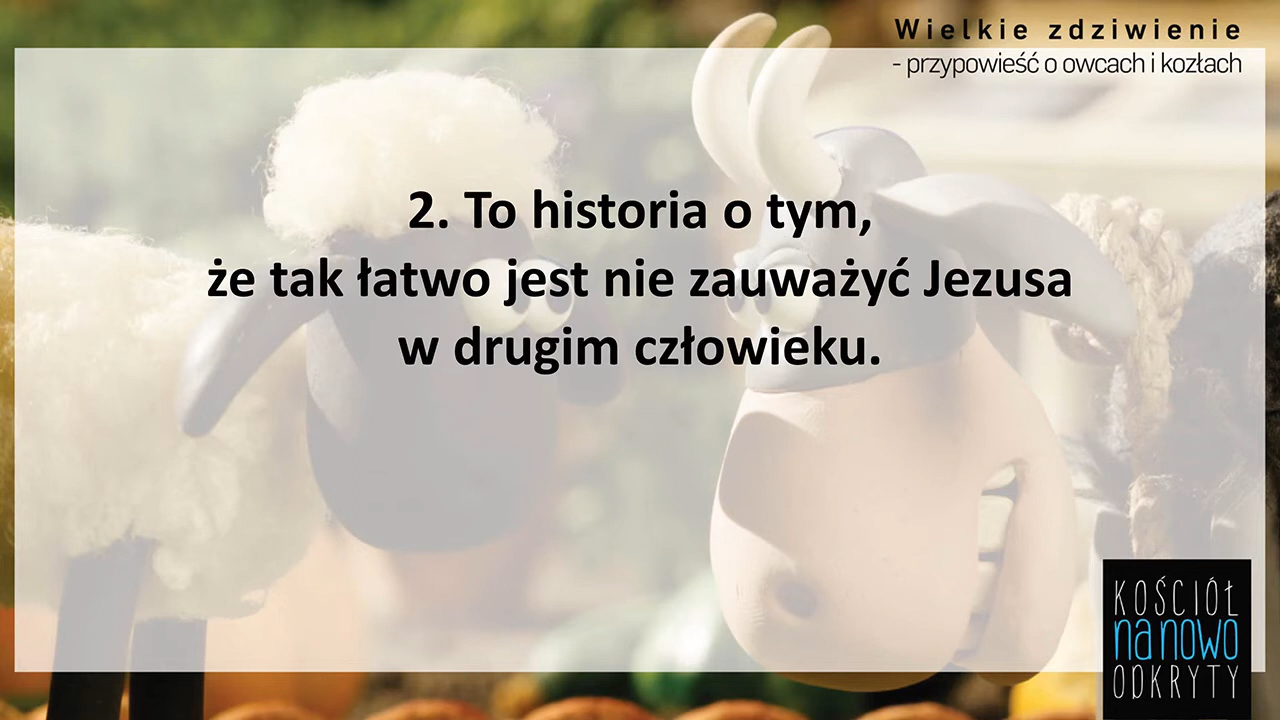 Wielkie zdziwienie
- przypowieść o owcach i kozłach
2. To historia o tym,
że tak łatwo jest nie zauważyć Jezusa
w drugim człowieku.
KOŚCIÓŁ
na nowo
ODKRYTY